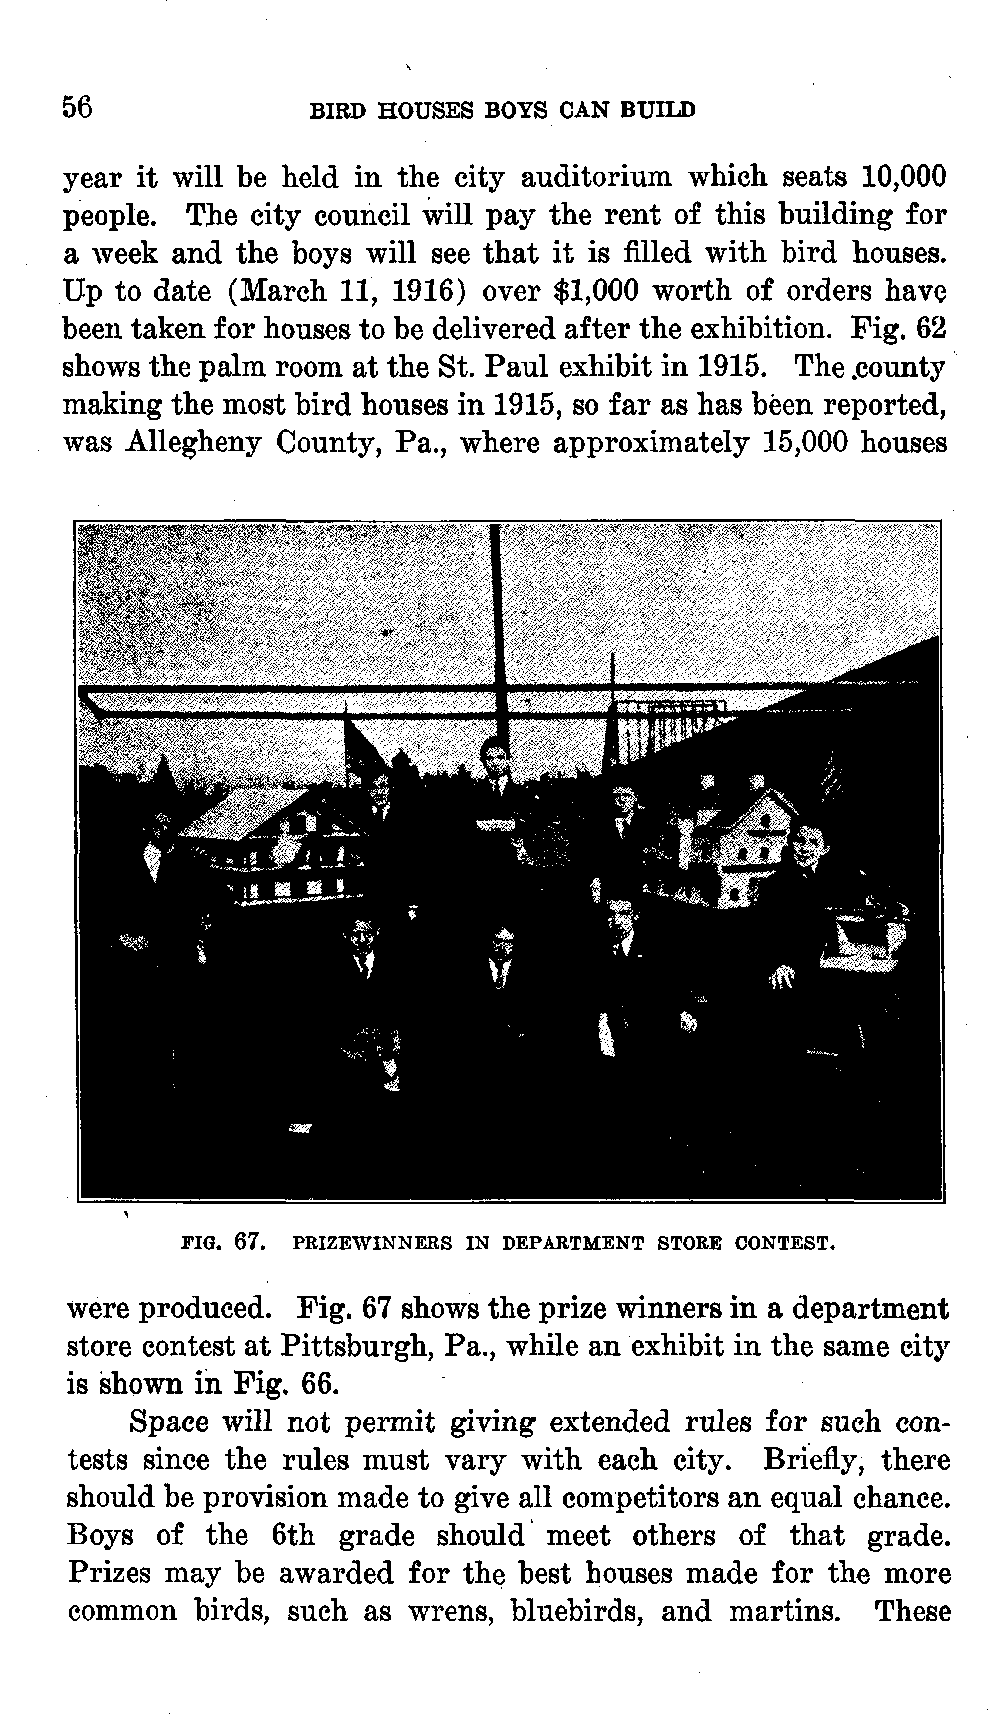 56 BIRD HOUSES BOYS CAN BUILD
year it will be held in the city auditorium which seats 10,000
people. The city council will pay the rent of this building for
a week and the boys will see that it is filled with bird houses.
Up to date (March 11, 1916) over $1,000 worth of orders have
been taken for houses to be delivered after the exhibition. Fig. 62
shows the palm room at the St. Paul exhibit in 1915. The county
making the most bird houses in 1915, so far as has been reported,
was Allegheny County, Pa., where approximately 15,000 houses
FIG. 67. PRIZEWINNERS IN DEPARTMENT STORE CONTEST.
were produced. Fig. 67 shows the prize winners in a department
store contest at Pittsburgh, Pa., while an exhibit in the same city
is shown in Fig. 66.
Space will not permit giving extended rules for such con-
tests since the rules must vary with each city. Briefly, there
should be provision made to give all competitors an equal chance.
Boys of the 6th grade should meet others of that grade.
Prizes may be awarded for the best houses made for the more
common birds, such as wrens, bluebirds, and martins. These